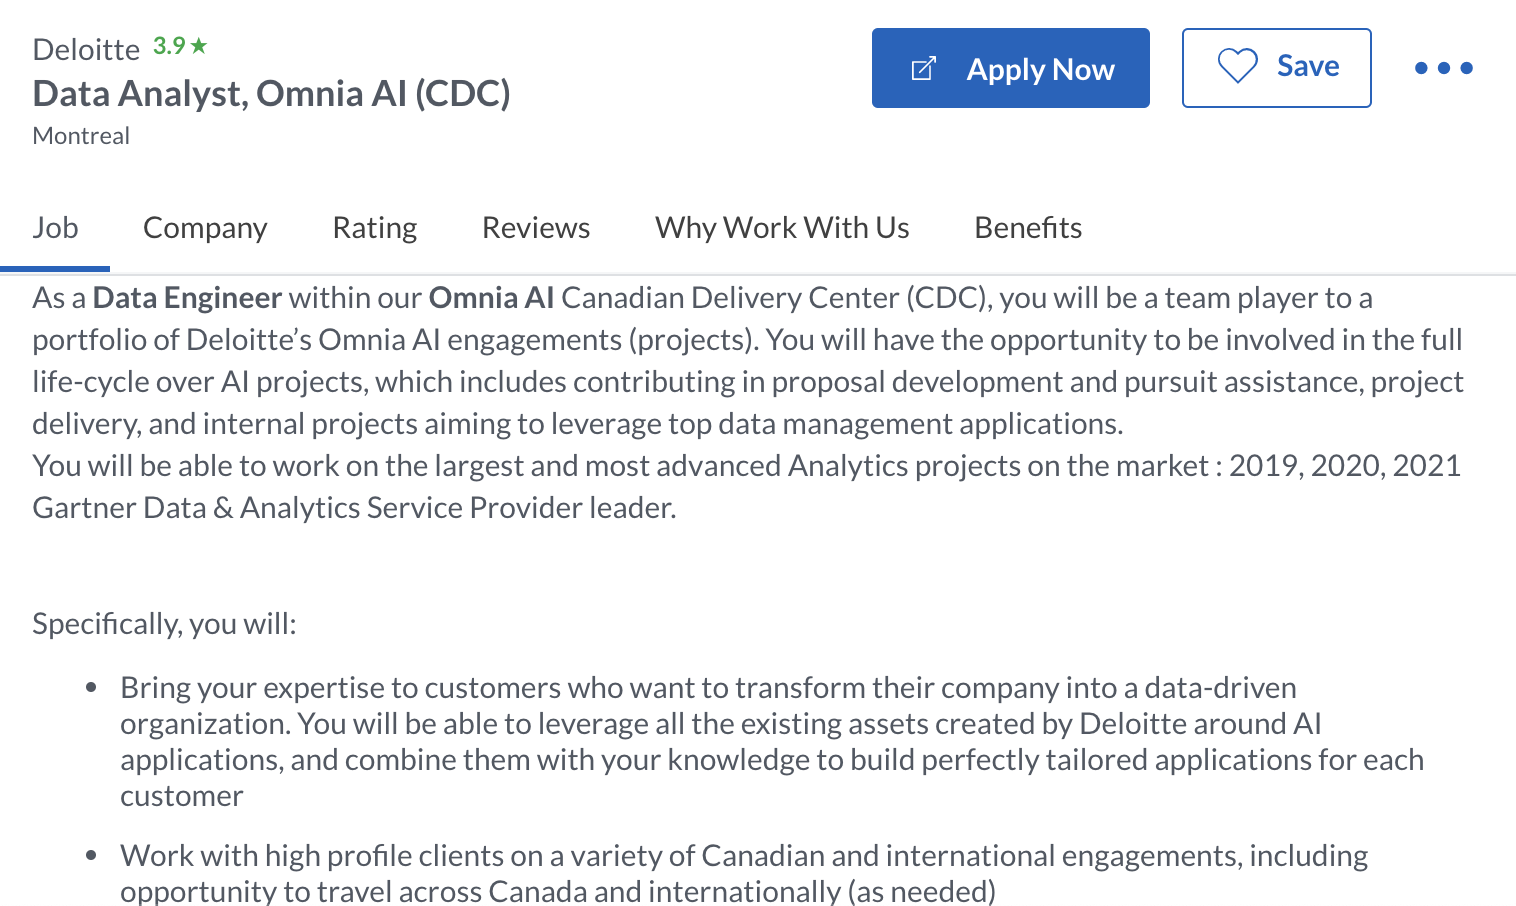 Deloitte 3.9 ★
Data Analyst, Omnia AI (CDC)
Montreal
Apply Now
Save
Job Company Rating Reviews Why Work With Us Benefits
As a Data Engineer within our Omnia AI Canadian Delivery Center (CDC), you will be a team player to a
portfolio of Deloitte’s Omnia AI engagements (projects). You will have the opportunity to be involved in the full
life-cycle over AI projects, which includes contributing in proposal development and pursuit assistance, project
delivery, and internal projects aiming to leverage top data management applications.
You will be able to work on the largest and most advanced Analytics projects on the market : 2019, 2020, 2021
Gartner Data & Analytics Service Provider leader.
Specifically, you will:
• Bring your expertise to customers who want to transform their company into a data-driven
organization. You will be able to leverage all the existing assets created by Deloitte around AI
applications, and combine them with your knowledge to build perfectly tailored applications for each
customer
• Work with high profile clients on a variety of Canadian and international engagements, including
opportunity to travel across Canada and internationally (as needed)